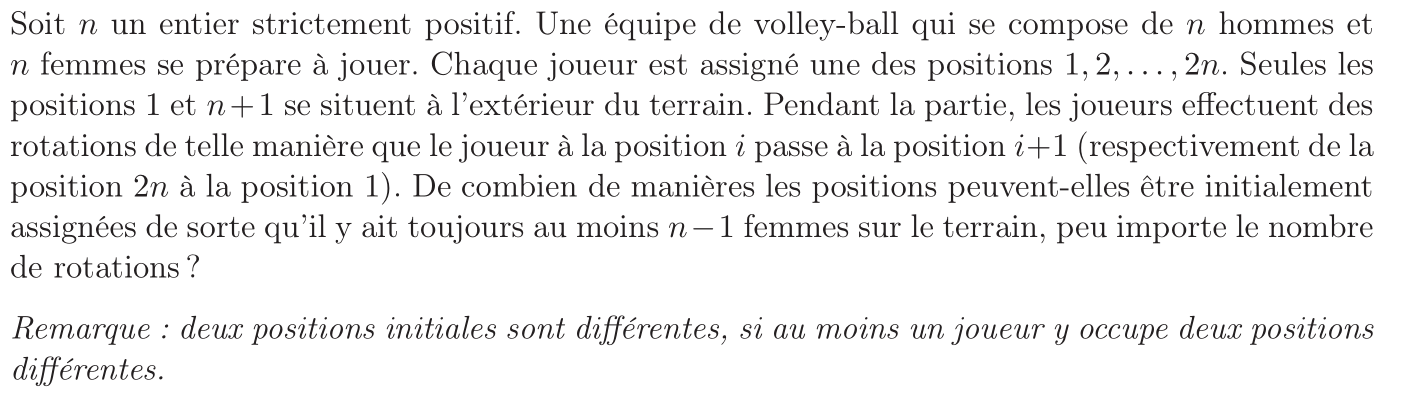 Soit n un entier strictement positif. Une équipe de volley-ball qui se compose de n hommes et
n femmes se prépare à jouer. Chaque joueur est assigné une des positions 1, 2, . . . , 2n. Seules les
positions 1 et n+1 se situent à l'extérieur du terrain. Pendant la partie, les joueurs effectuent des
rotations de telle manière que le joueur à la position i passe à la position i+1 (respectivement de la
position 2n à la position 1). De combien de manières les positions peuvent-elles être initialement
assignées de sorte qu'il y ait toujours au moins n−1 femmes sur le terrain, peu importe le nombre
de rotations ?
Remarque : deux positions initiales sont différentes, si au moins un joueur y occupe deux positions
différentes.